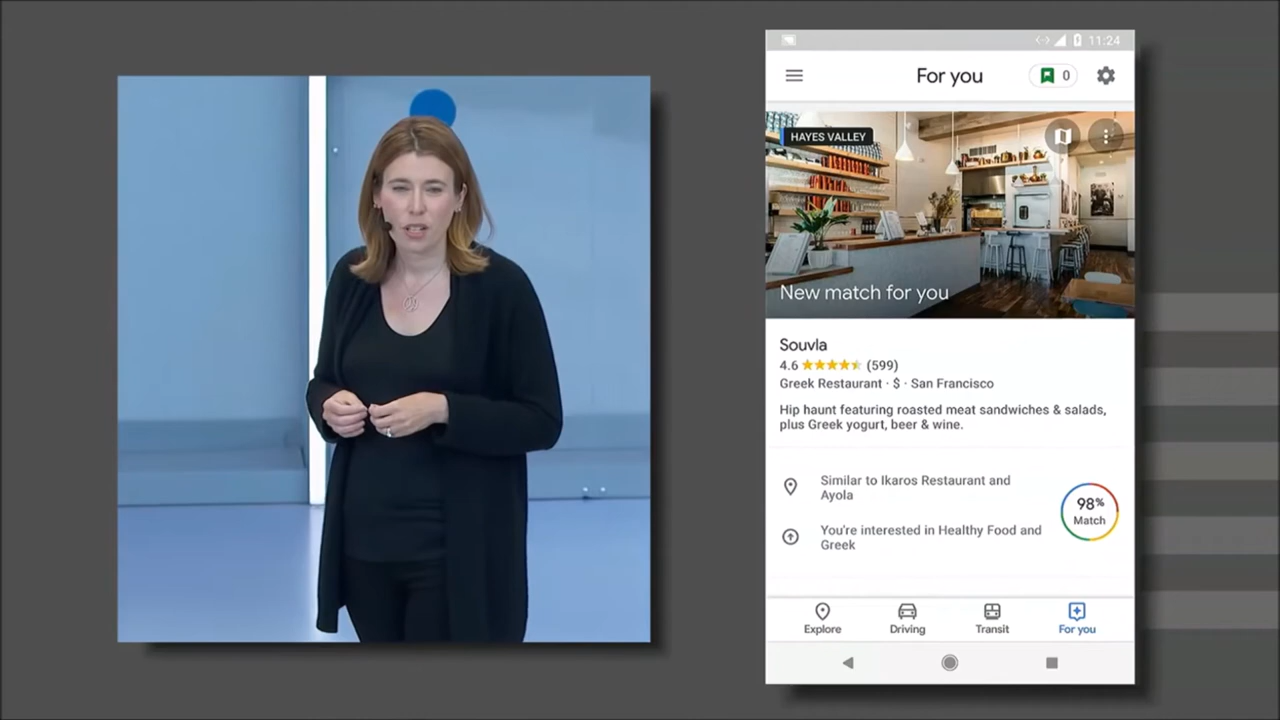 11:24
For you
0
HAYES VALLEY
New match for you
Souvla
4.6 (599)
Greek Restaurant · $ · San Francisco
Hip haunt featuring roasted meat sandwiches & salads,
plus Greek yogurt, beer & wine.
Similar to Ikaros Restaurant and
Ayola
98%
Match
You're interested in Healthy Food and
Greek
Explore
Driving
Transit
For you